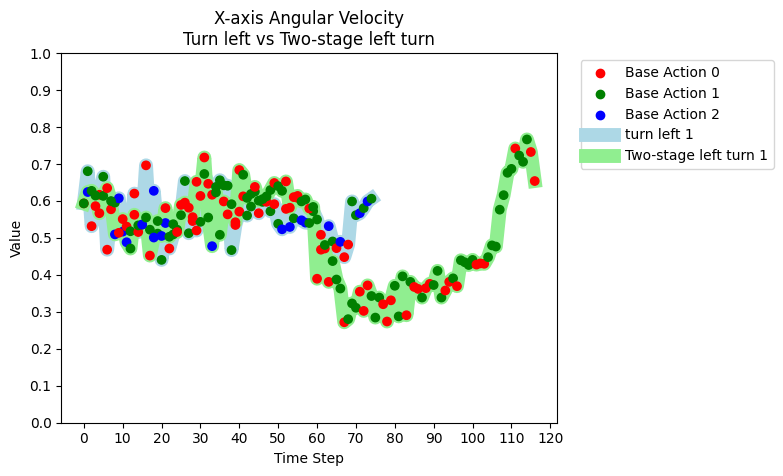 X-axis Angular Velocity
Turn left vs Two-stage left turn
1.0
0.9
0.8
0.7
0.6
0.5
0.4
0.3
0.2
0.1
0.0
Value
0 10 20 30 40 50 60 70 80 90 100 110 120
Time Step
Base Action 0
Base Action 1
Base Action 2
turn left 1
Two-stage left turn 1